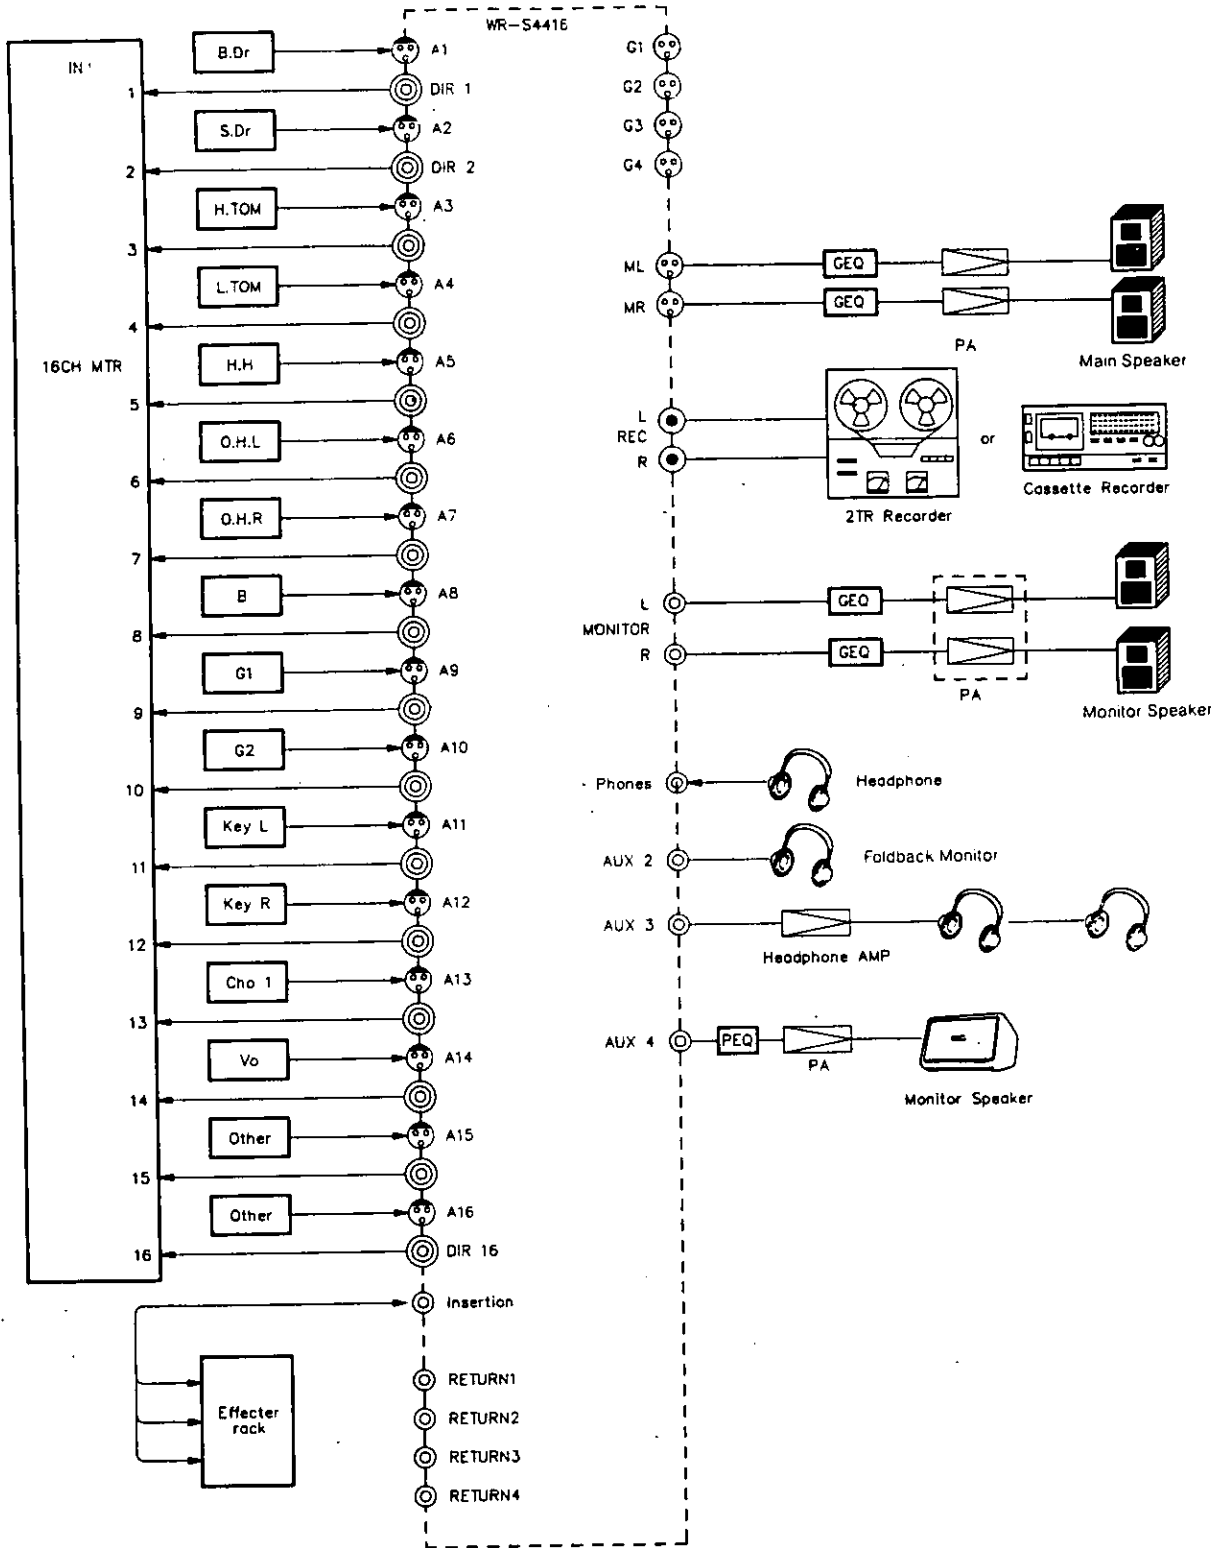 WR-S4416
IN
16CH MTR
B.Dr
A1
1
DIR 1
S.Dr
A2
2
DIR 2
H.TOM
A3
3
L.TOM
A4
4
H.H
A5
5
O.H.L
A6
6
O.H.R
A7
7
B
A8
8
G1
A9
9
G2
A10
10
Key L
A11
11
Key R
A12
12
Cho 1
A13
13
Vo
A14
14
Other
A15
15
Other
A16
16
DIR 16
Insertion
Effecter
rack
RETURN1
RETURN2
RETURN3
RETURN4
G1
G2
G3
G4
ML
GEQ
MR
GEQ
PA
Main Speaker
L
REC
R
2TR Recorder
or
Cassette Recorder
L
GEQ
MONITOR
R
GEQ
PA
Monitor Speaker
Phones
Headphone
AUX 2
Foldback Monitor
AUX 3
Headphone AMP
AUX 4
PEQ
PA
Monitor Speaker